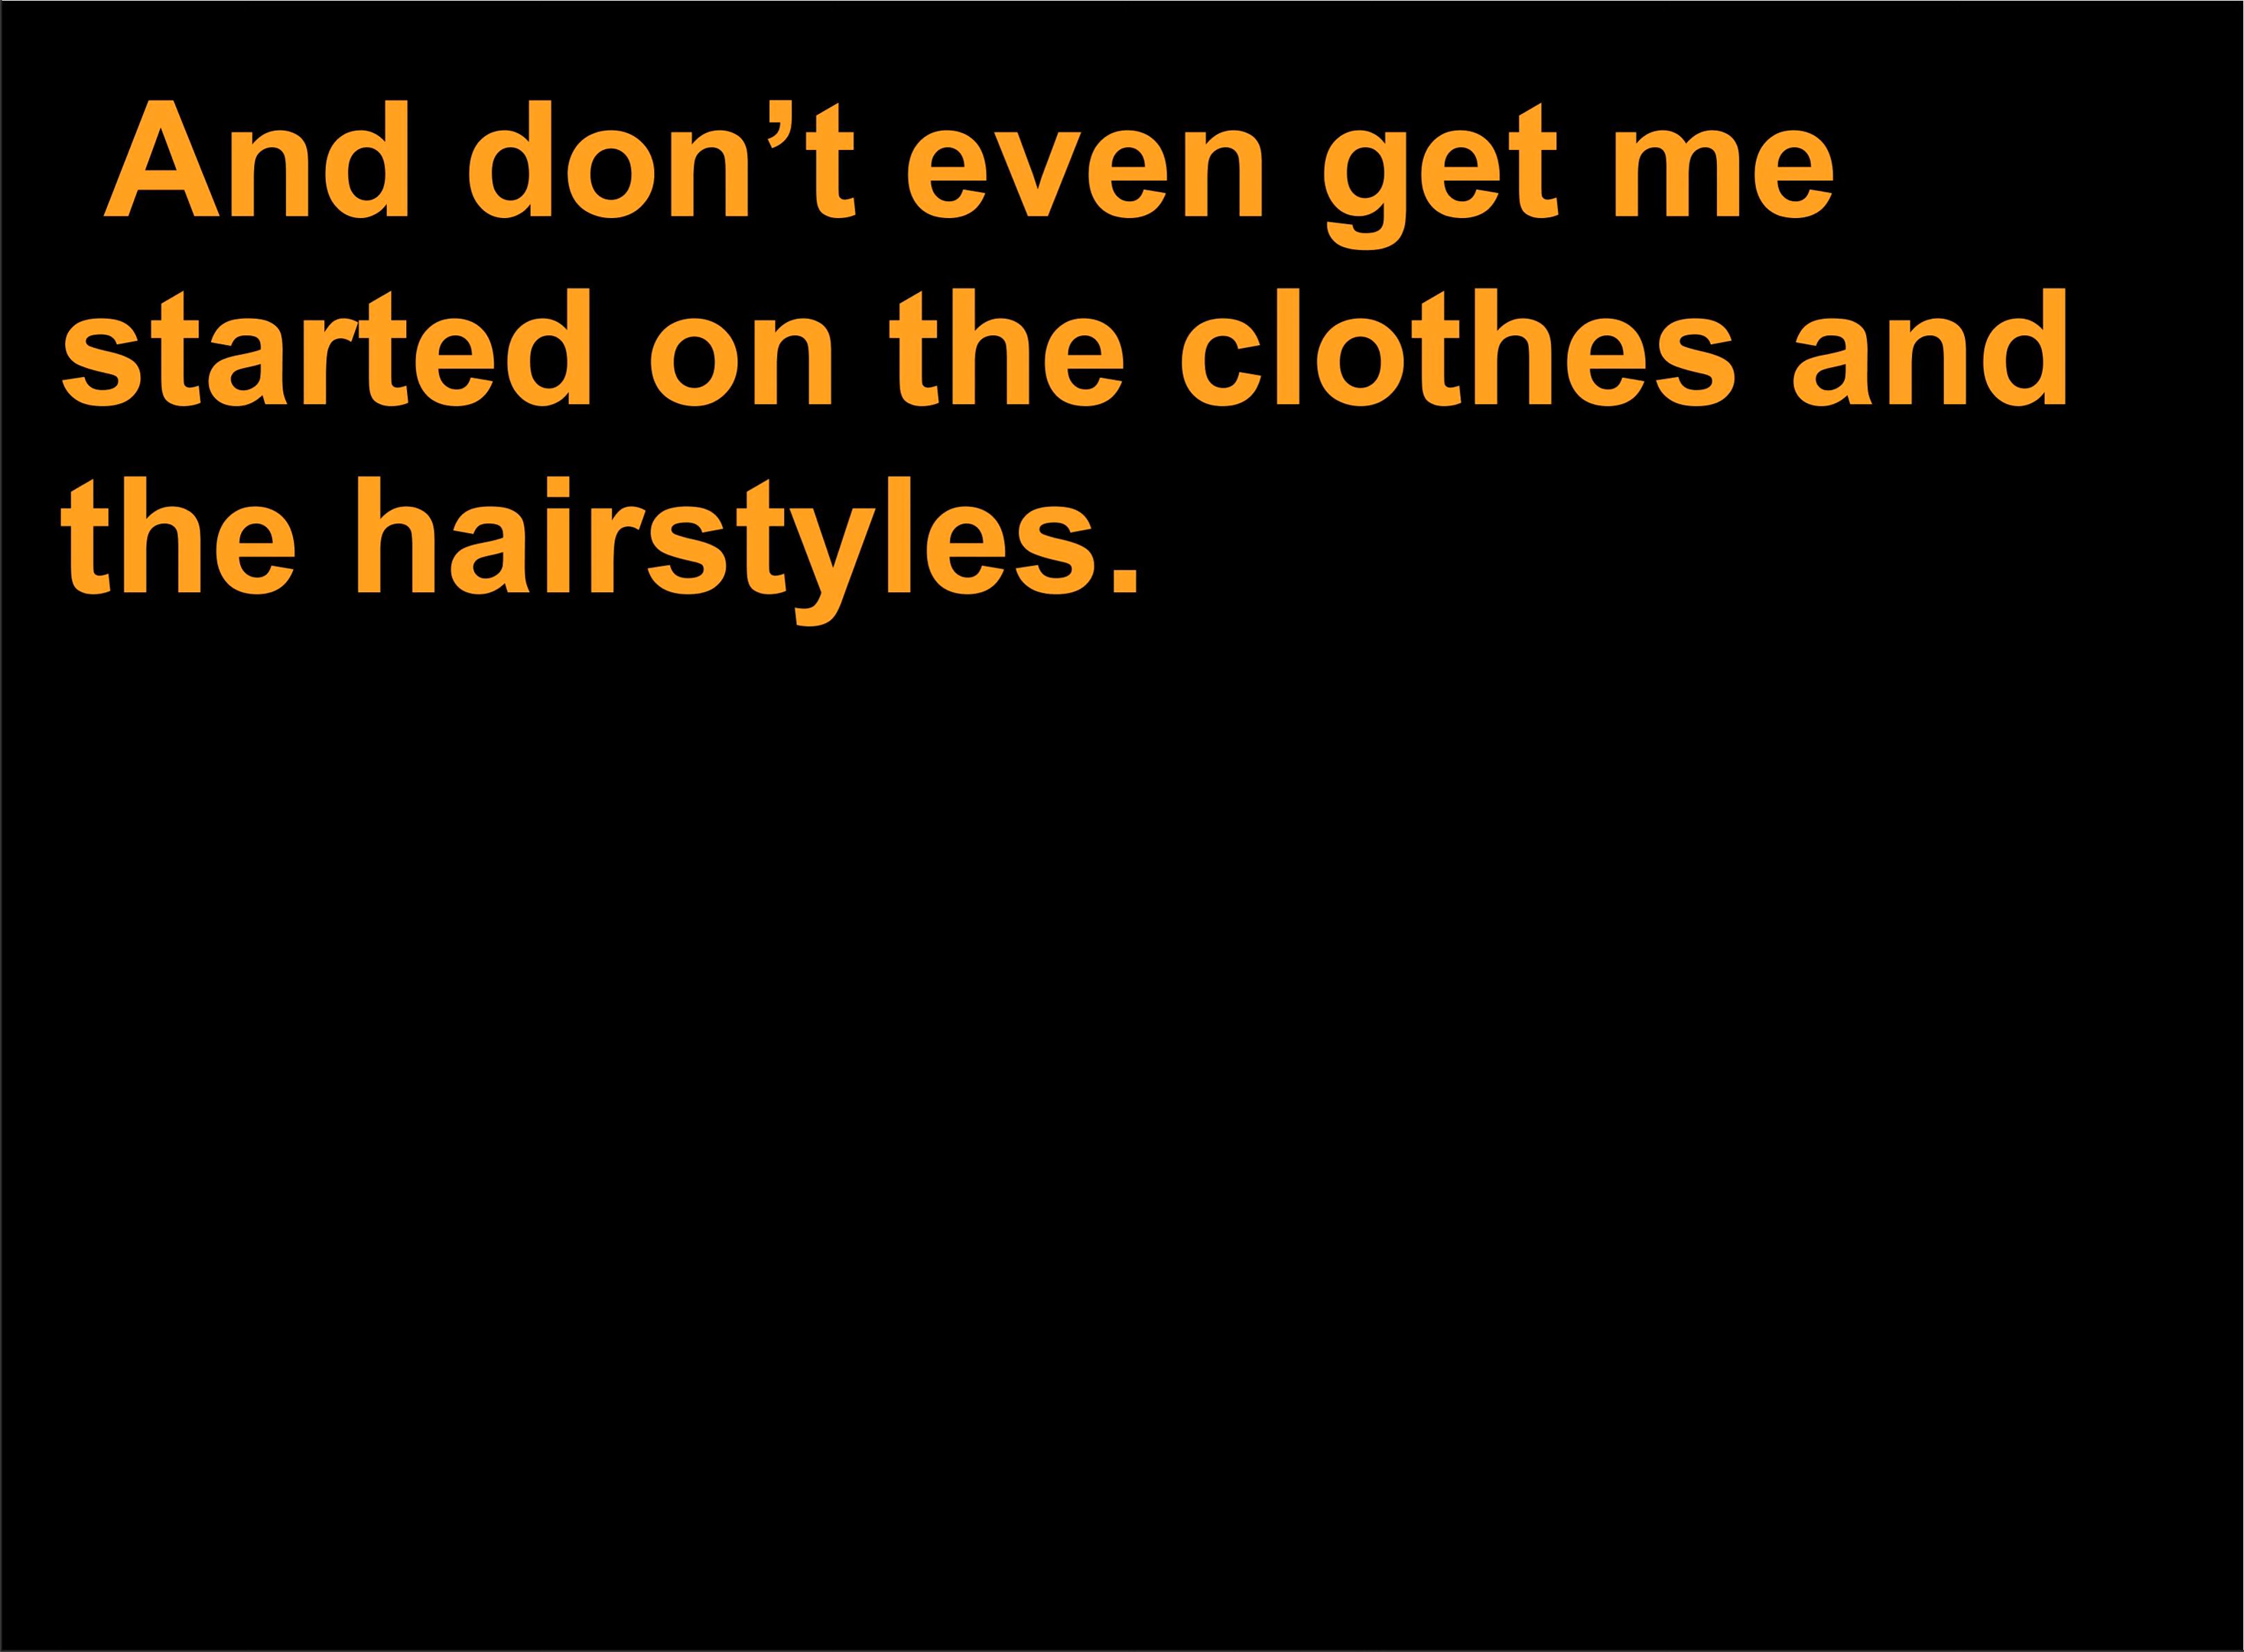 And don’t even get me
started on the clothes and
the hairstyles.